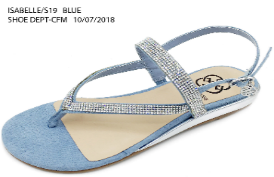 ISABELLE/S19 BLUE
SHOE DEPT-CFM 10/07/2018